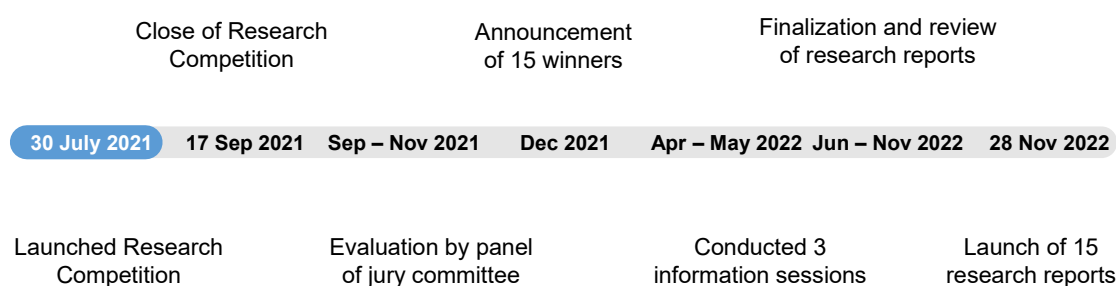 Close of Research
Competition
Announcement
of 15 winners
Finalization and review
of research reports
30 July 2021
17 Sep 2021
Sep – Nov 2021
Dec 2021
Apr – May 2022
Jun – Nov 2022
28 Nov 2022
Launched Research
Competition
Evaluation by panel
of jury committee
Conducted 3
information sessions
Launch of 15
research reports